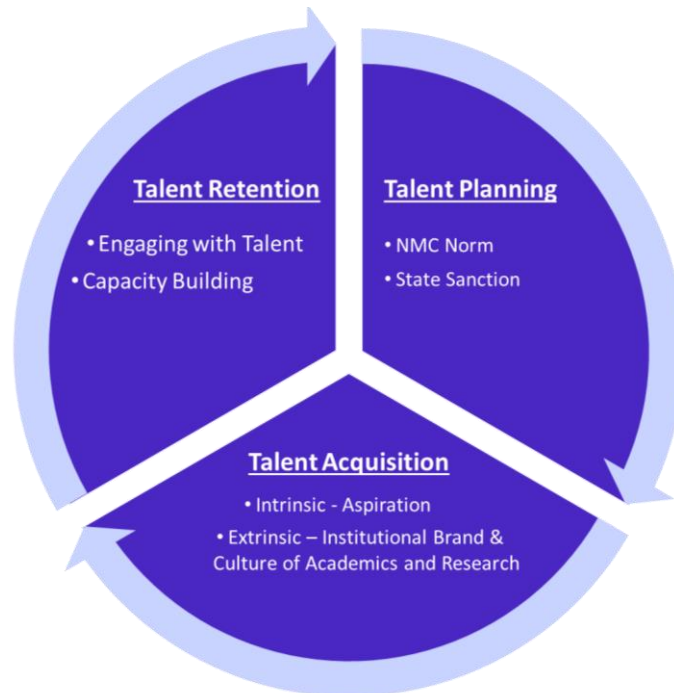 Talent Retention
• Engaging with Talent
• Capacity Building
Talent Planning
• NMC Norm
• State Sanction
Talent Acquisition
• Intrinsic - Aspiration
• Extrinsic – Institutional Brand &
Culture of Academics and Research